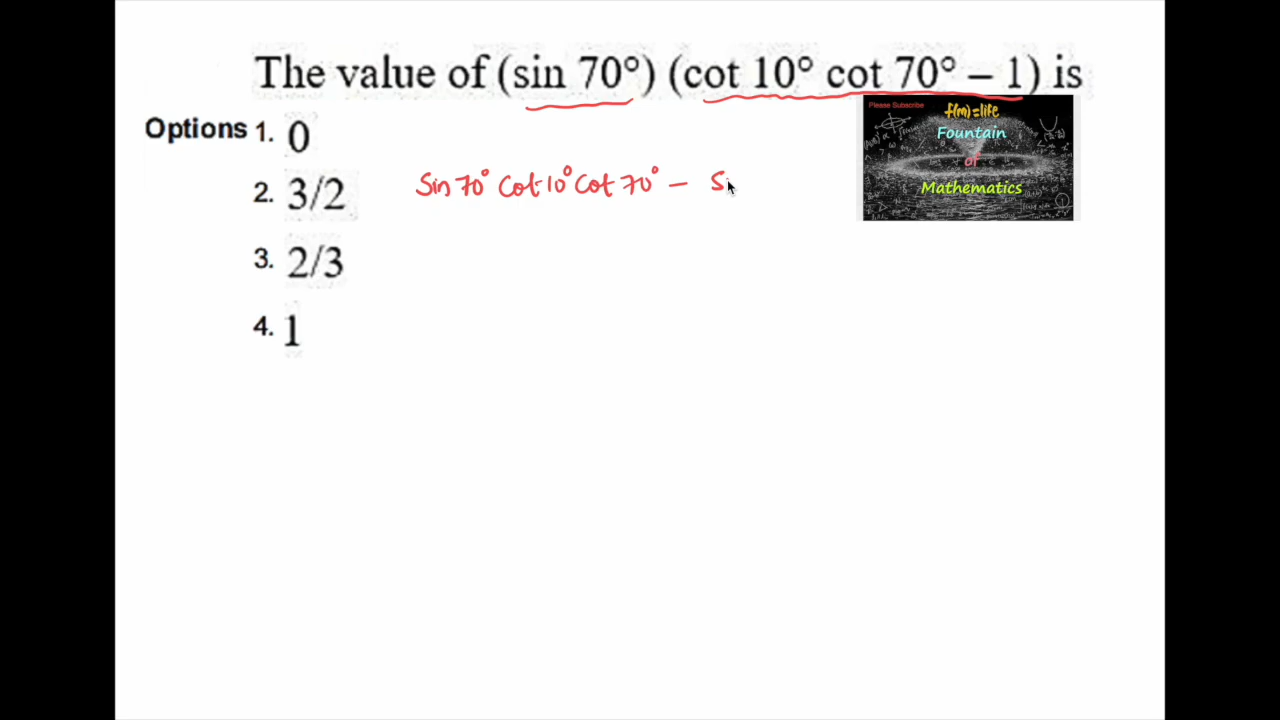 The value of (sin 70°) (cot 10° cot 70° – 1) is
Please Subscribe
f(m)=life
Fountain
of
Mathematics
Options 1. 0
2. 3/2
Sin 70° Cot 10° Cot 70° – S
3. 2/3
4. 1